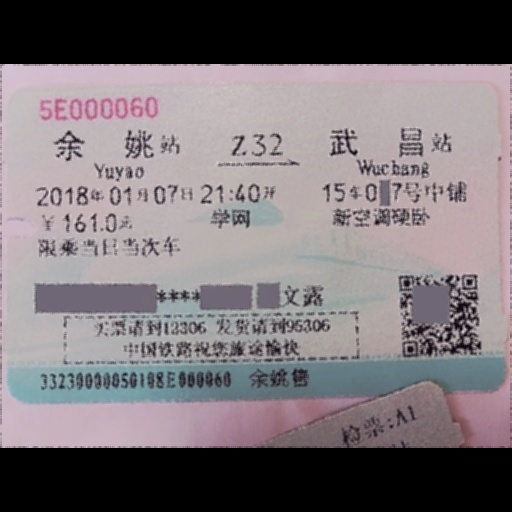 5E000060
余 姚站 Z32 武 昌站
Yuyao Wuchang
2018年01月07日21:40开 15车0 7号中铺
￥161.0元 学网 新空调硬卧
限乘当日当次车
**** 文露
买票请到12306 发货请到95306
中国铁路祝您旅途愉快
33230000050108E000060 余姚售
检票:A1